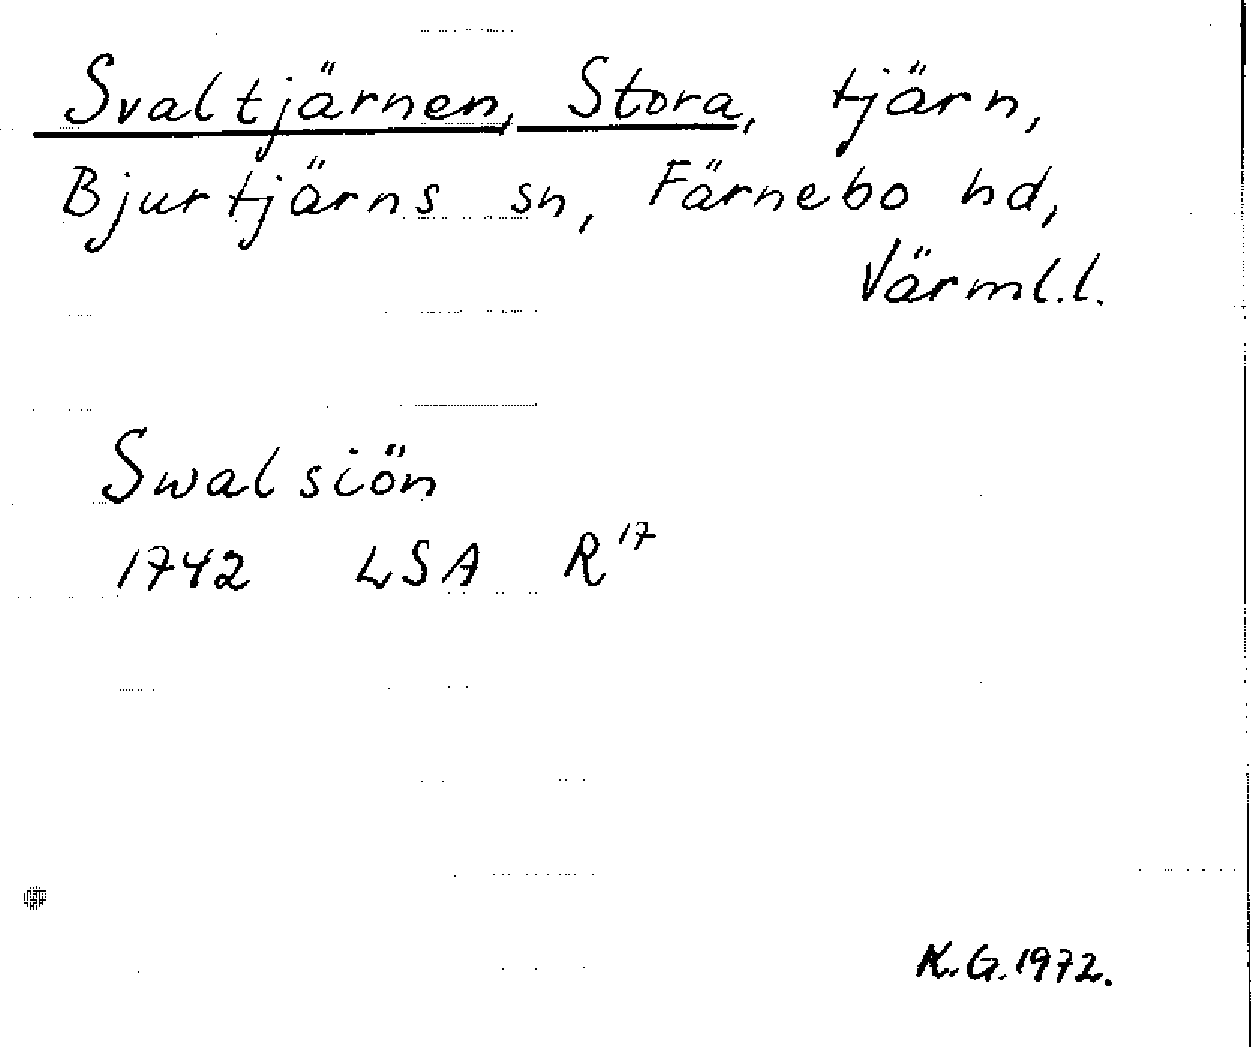 Svaltjärnen, Stora, tjärn,
Bjurtjärns sn, Färnebo hd,
Värml.l.
Swalsiön
1742 LSA R17
K.G.1972.